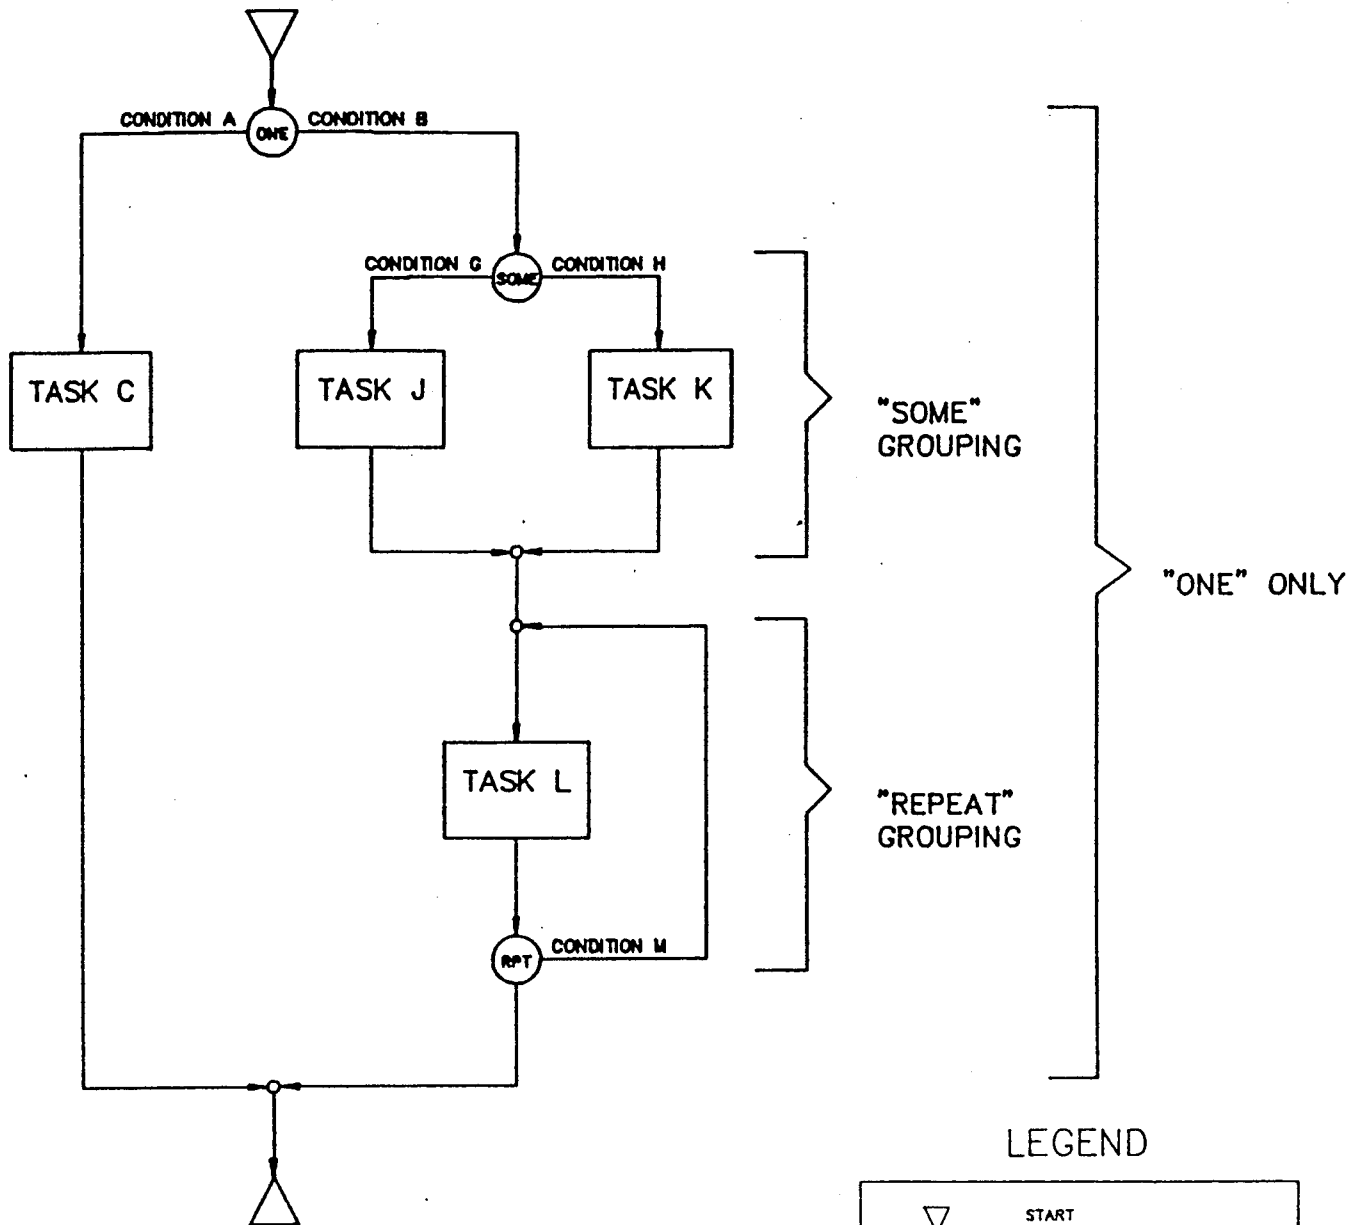 CONDITION A
ONE
CONDITION B
CONDITION G
SOME
CONDITION H
TASK C
TASK J
TASK K
"SOME"
GROUPING
"ONE" ONLY
TASK L
"REPEAT"
GROUPING
RPT
CONDITION M
LEGEND
START